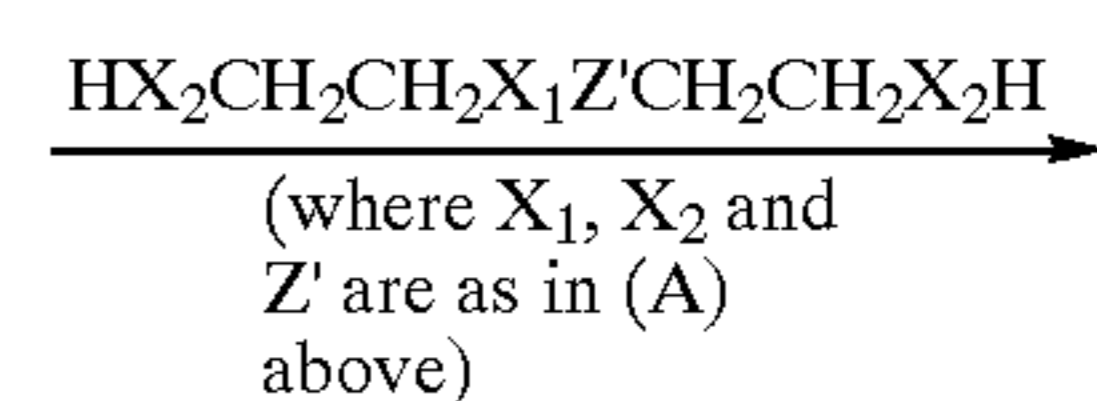 HX₂CH₂CH₂X₁Z'CH₂CH₂X₂H
(where X₁, X₂ and
Z' are as in (A)
above)